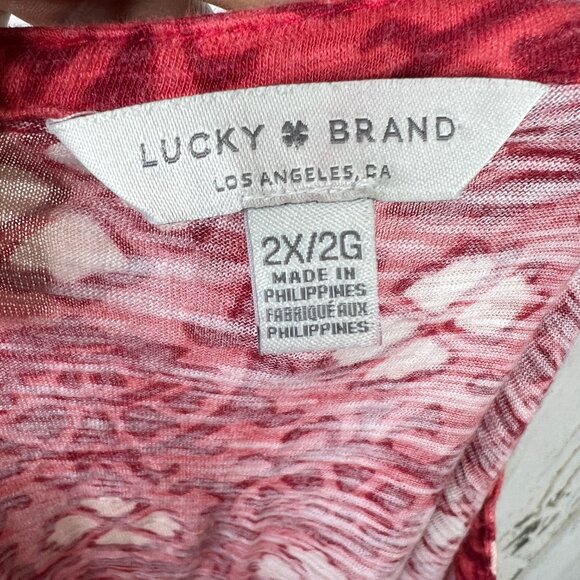 LUCKY BRAND
LOS ANGELES, CA
2X/2G
MADE IN
PHILIPPINES
FABRIQUÉ AUX
PHILIPPINES